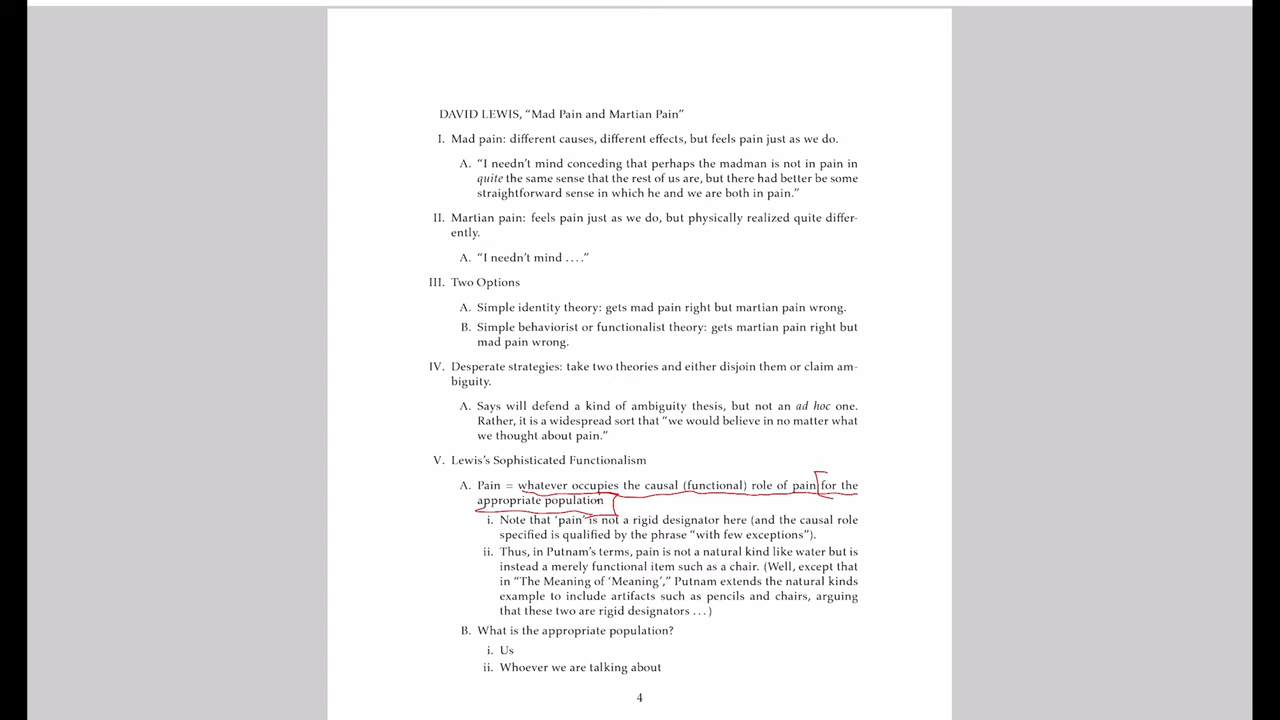 DAVID LEWIS, “Mad Pain and Martian Pain”
I. Mad pain: different causes, different effects, but feels pain just as we do.
A. “I needn’t mind conceding that perhaps the madman is not in pain in
quite the same sense that the rest of us are, but there had better be some
straightforward sense in which he and we are both in pain.”
II. Martian pain: feels pain just as we do, but physically realized quite differ-
ently.
A. “I needn’t mind ....”
III. Two Options
A. Simple identity theory: gets mad pain right but martian pain wrong.
B. Simple behaviorist or functionalist theory: gets martian pain right but
mad pain wrong.
IV. Desperate strategies: take two theories and either disjoin them or claim am-
biguity.
A. Says will defend a kind of ambiguity thesis, but not an ad hoc one.
Rather, it is a widespread sort that “we would believe in no matter what
we thought about pain.”
V. Lewis’s Sophisticated Functionalism
A. Pain = whatever occupies the causal (functional) role of pain for the
appropriate population
i. Note that ‘pain’ is not a rigid designator here (and the causal role
specified is qualified by the phrase “with few exceptions”).
ii. Thus, in Putnam’s terms, pain is not a natural kind like water but is
instead a merely functional item such as a chair. (Well, except that
in “The Meaning of ‘Meaning’,” Putnam extends the natural kinds
example to include artifacts such as pencils and chairs, arguing
that these two are rigid designators ...)
B. What is the appropriate population?
i. Us
ii. Whoever we are talking about
4